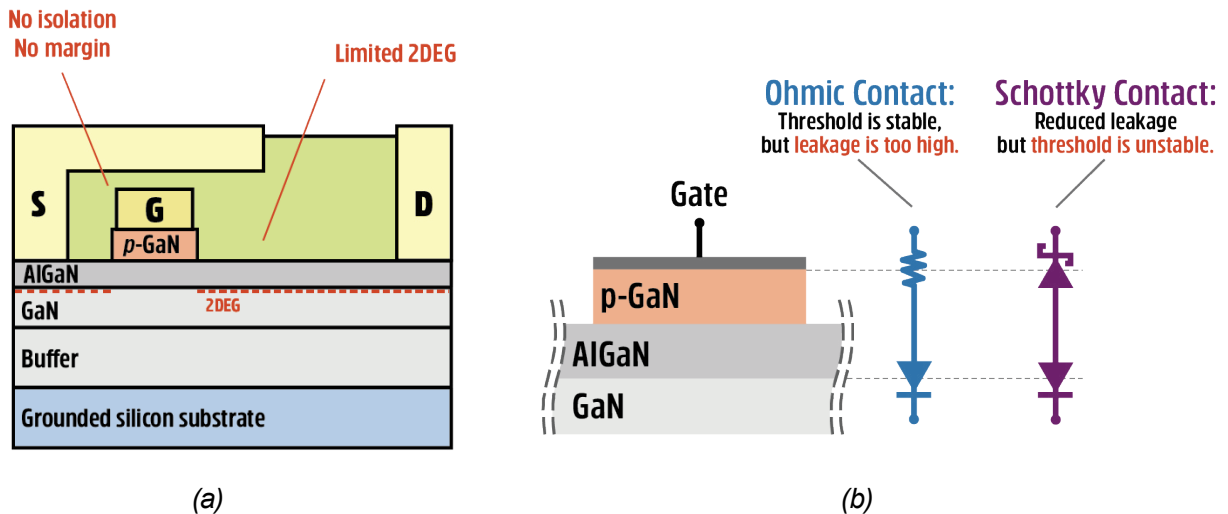 No isolation
No margin
Limited 2DEG
S
G
D
p-GaN
AlGaN
GaN
2DEG
Buffer
Grounded silicon substrate
(a)
Ohmic Contact:
Threshold is stable,
but leakage is too high.
Schottky Contact:
Reduced leakage
but threshold is unstable.
Gate
p-GaN
AlGaN
GaN
(b)